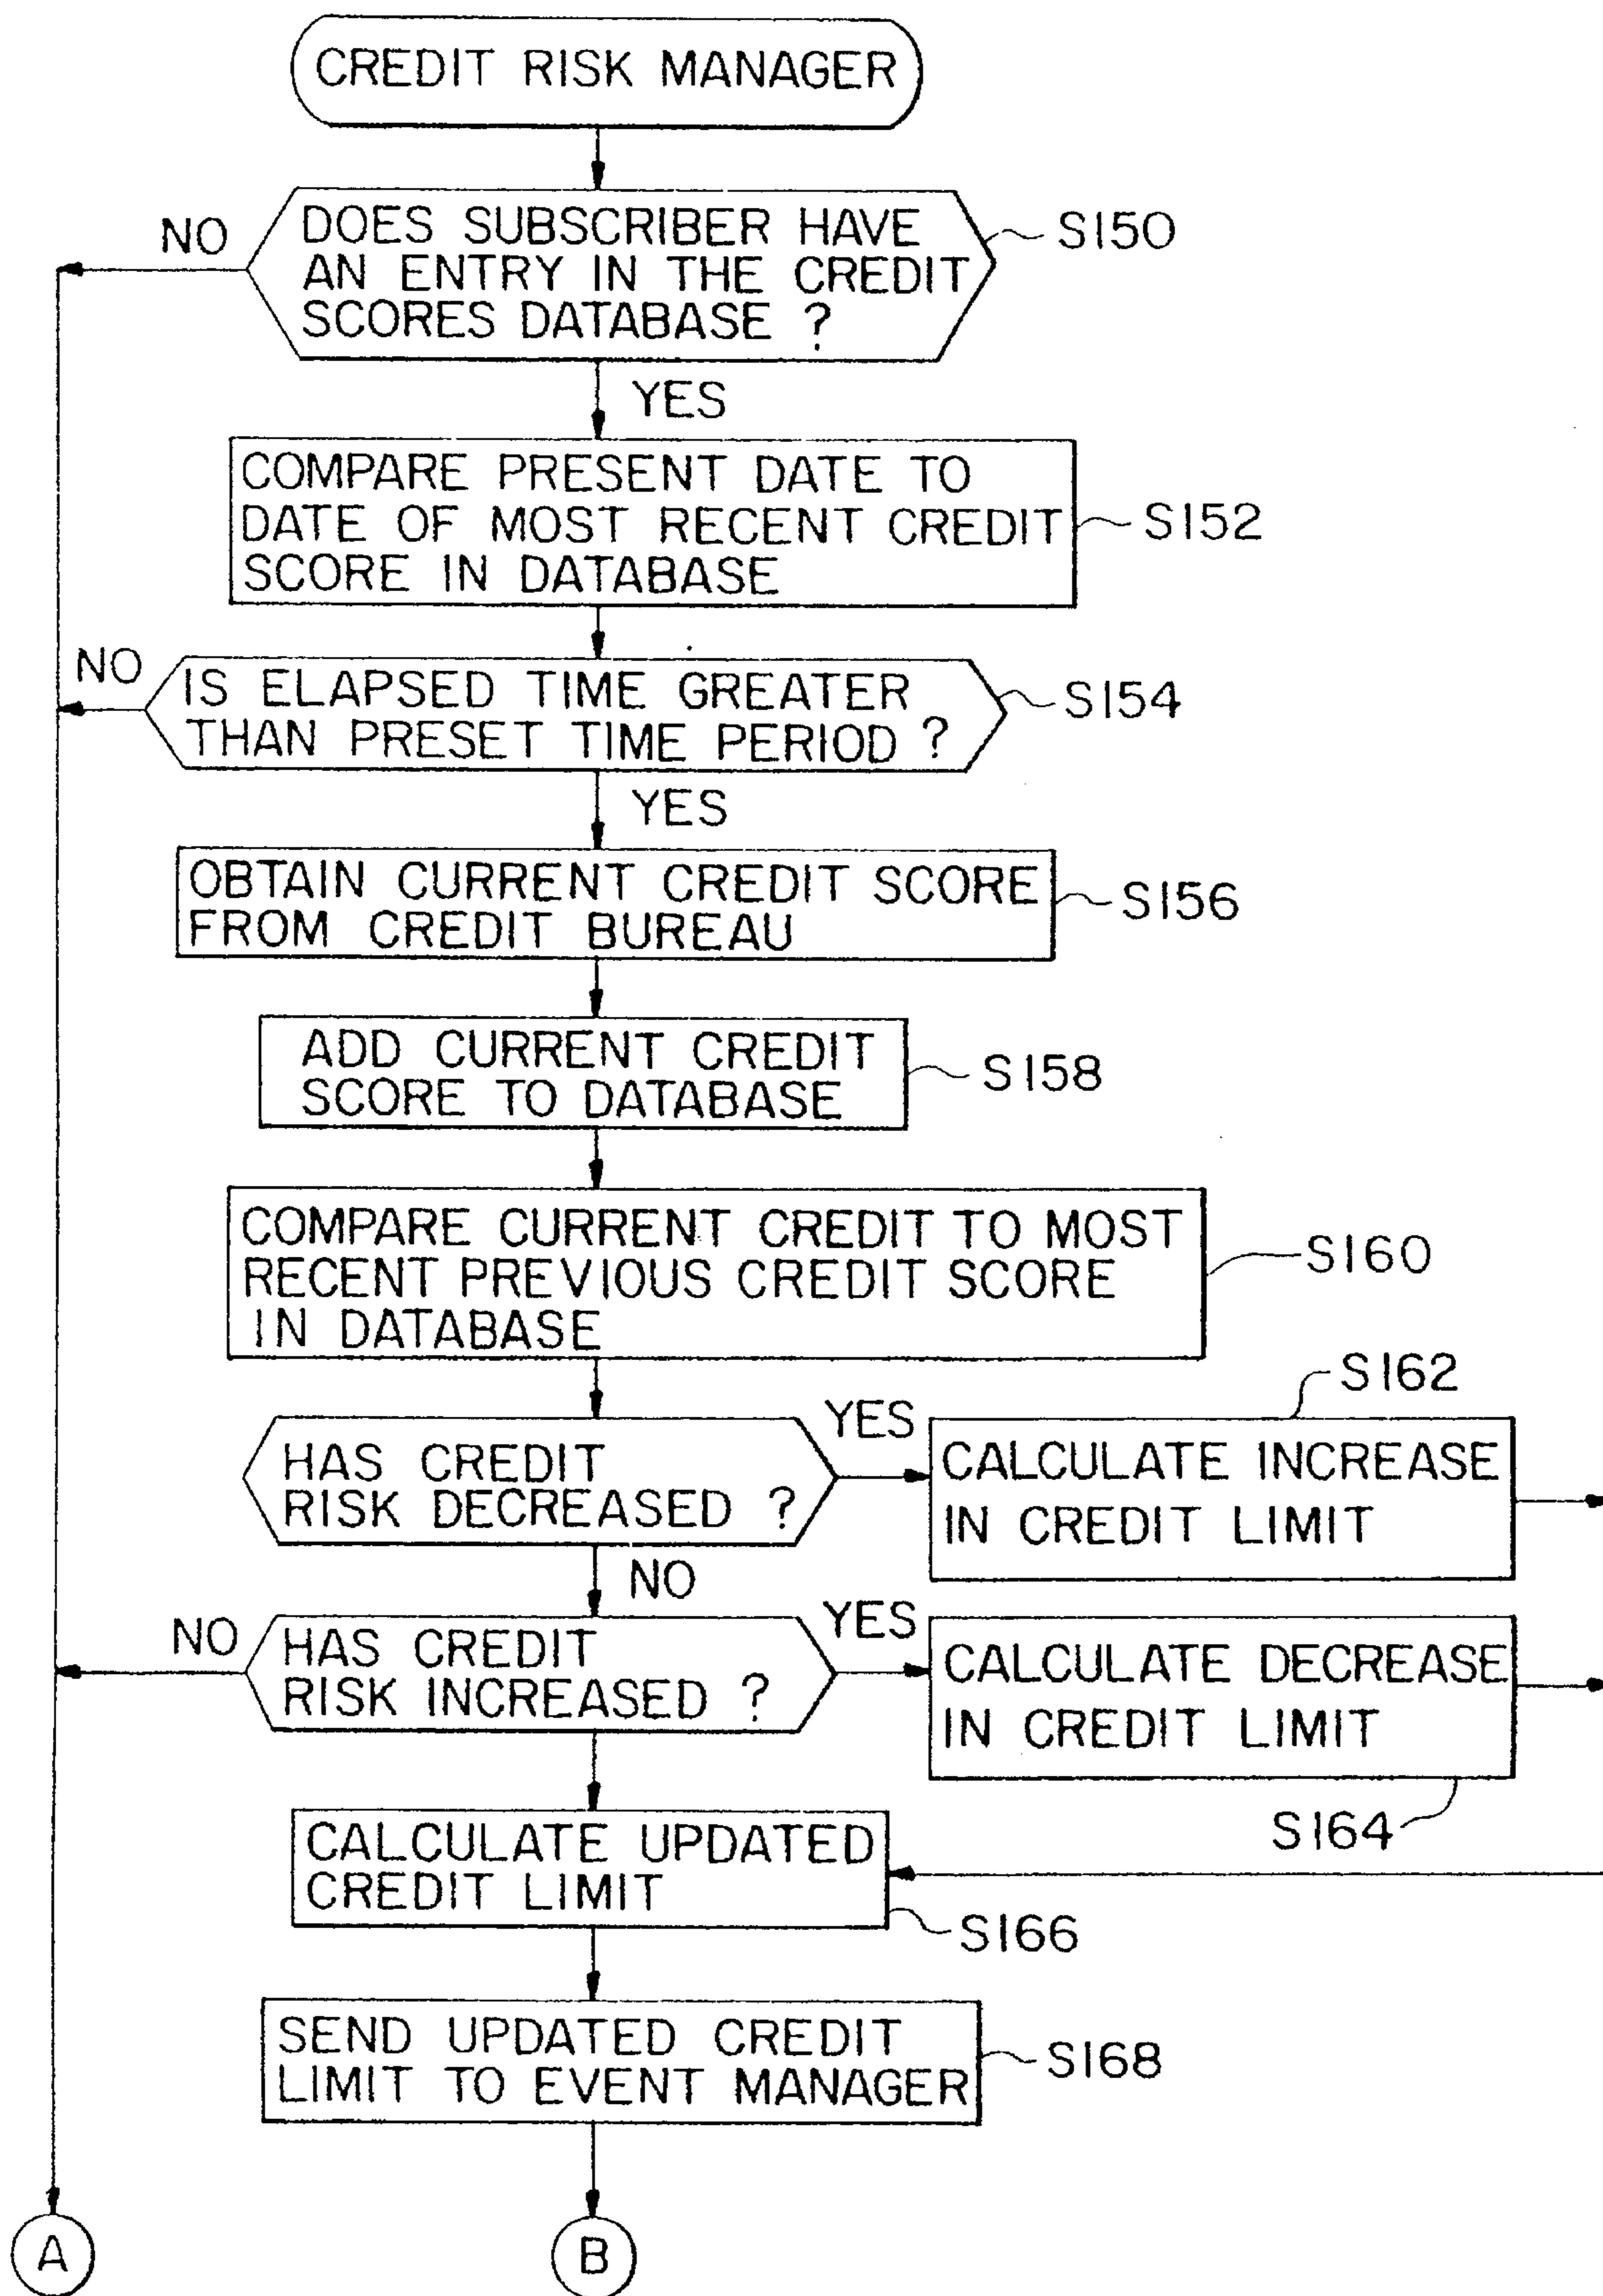 CREDIT RISK MANAGER
NO
DOES SUBSCRIBER HAVE
AN ENTRY IN THE CREDIT
SCORES DATABASE ?
S150
YES
COMPARE PRESENT DATE TO
DATE OF MOST RECENT CREDIT
SCORE IN DATABASE
S152
NO
IS ELAPSED TIME GREATER
THAN PRESET TIME PERIOD ?
S154
YES
OBTAIN CURRENT CREDIT SCORE
FROM CREDIT BUREAU
S156
ADD CURRENT CREDIT
SCORE TO DATABASE
S158
COMPARE CURRENT CREDIT TO MOST
RECENT PREVIOUS CREDIT SCORE
IN DATABASE
S160
S162
HAS CREDIT
RISK DECREASED ?
YES
CALCULATE INCREASE
IN CREDIT LIMIT
NO
NO
HAS CREDIT
RISK INCREASED ?
YES
CALCULATE DECREASE
IN CREDIT LIMIT
S164
CALCULATE UPDATED
CREDIT LIMIT
S166
SEND UPDATED CREDIT
LIMIT TO EVENT MANAGER
S168
A
B